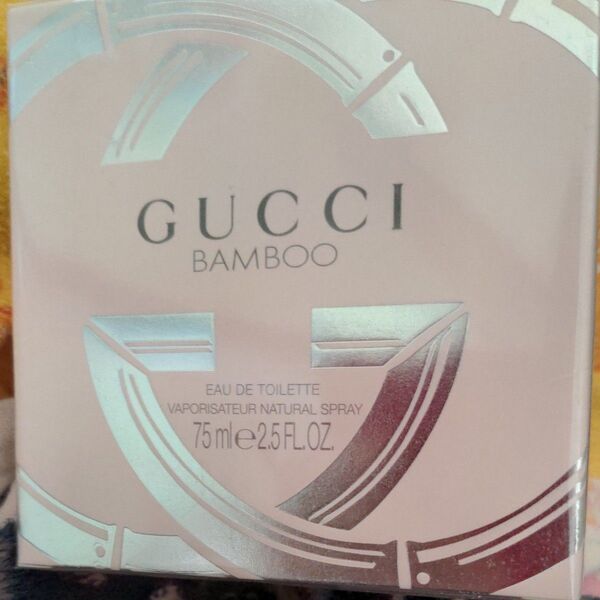 GUCCI
BAMBOO
EAU DE TOILETTE
VAPORISATEUR NATURAL SPRAY
75 ml ℮ 2.5 FL.OZ.